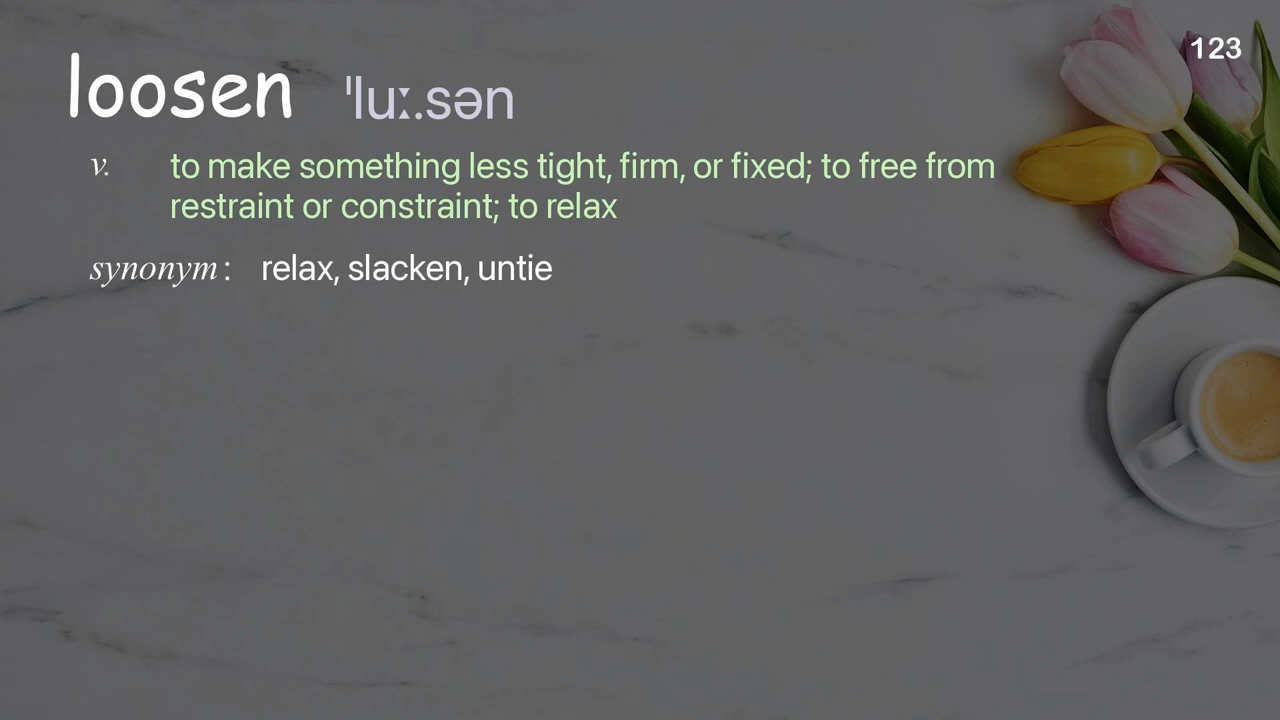 123
loosen ˈluː.sən
v. to make something less tight, firm, or fixed; to free from
restraint or constraint; to relax
synonym : relax, slacken, untie